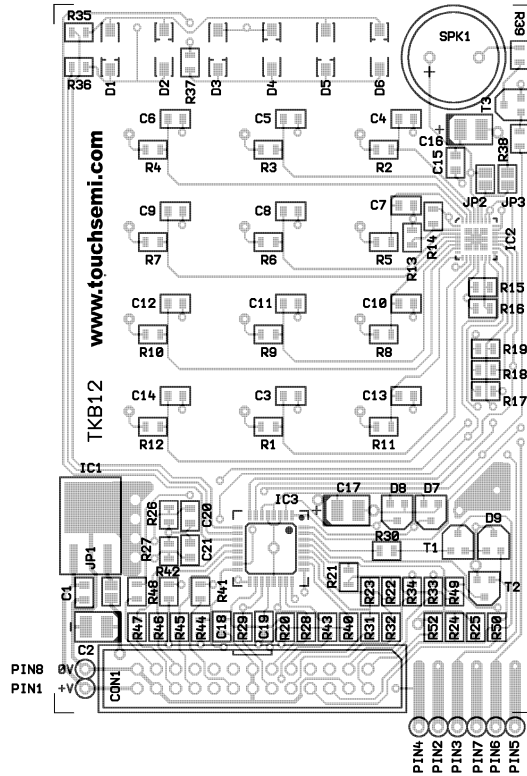 R35
R39
SPK1
+
R36
D1
D2
R37
D3
D4
D5
D6
T3
C6
C5
C4
+
C16
R38
R4
R3
R2
C15
www.touchsemi.com
JP2
JP3
C9
C8
C7
R7
R6
R5
R13
R14
IC2
R15
R16
C12
C11
C10
R10
R9
R8
R19
R18
R17
TKB12
C14
C3
C13
R12
R1
R11
IC1
IC3
C17
D8
D7
+
R26
C20
R27
C21
R30
T1
D9
JP1
R42
R21
T2
C1
R48
R41
R23
R22
R34
R33
R49
R47
R46
R45
R44
C18
R29
C19
R20
R28
R43
R40
R31
R32
R52
R24
R25
R50
C2
PIN8 0V
PIN1 +V
CON1
PIN4
PIN2
PIN3
PIN7
PIN6
PIN5